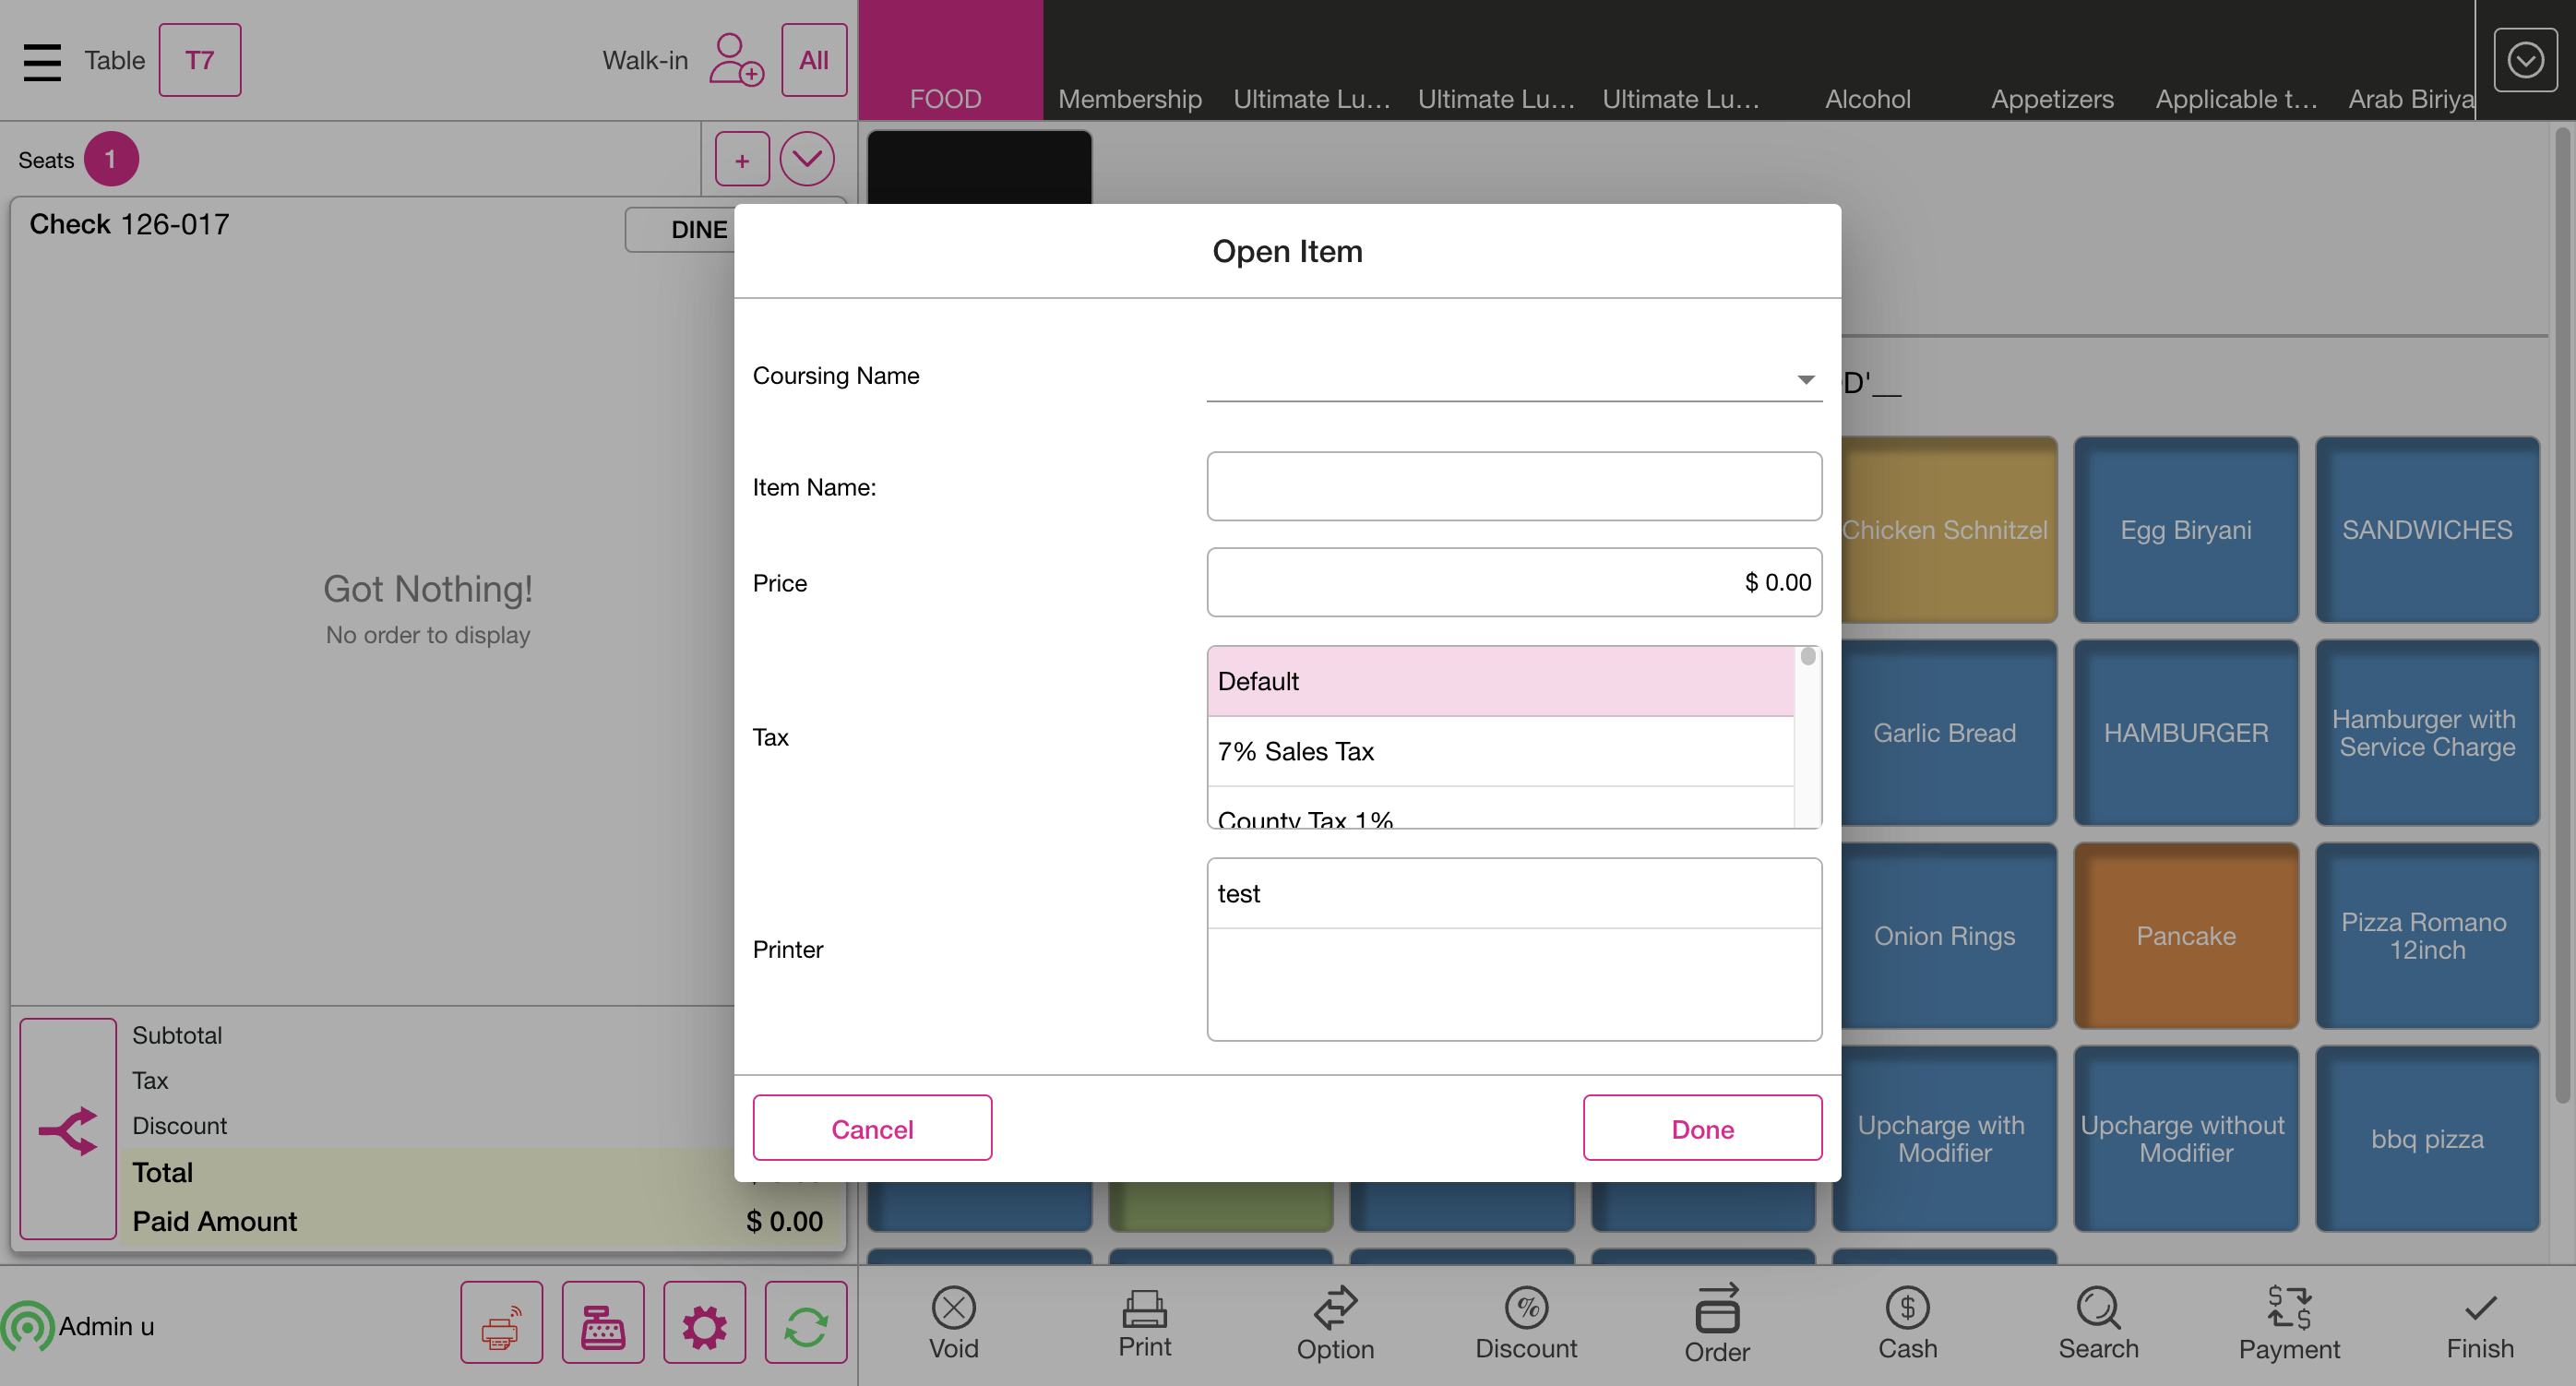 Table T7 Walk-in All
FOOD Membership Ultimate Lu... Ultimate Lu... Ultimate Lu... Alcohol Appetizers Applicable t... Arab Biriya
Seats 1 +
Check 126-017
DINE
Got Nothing!
No order to display
Subtotal
Tax
Discount
Total
Paid Amount $ 0.00
Admin u
Open Item
Coursing Name
Item Name:
Price $ 0.00
Tax
Default
7% Sales Tax
County Tax 1%
Printer
test
Cancel Done
D'__
Chicken Schnitzel
Egg Biryani
SANDWICHES
Garlic Bread
HAMBURGER
Hamburger with
Service Charge
Onion Rings
Pancake
Pizza Romano
12inch
Upcharge with
Modifier
Upcharge without
Modifier
bbq pizza
Void Print Option Discount Order Cash Search Payment Finish